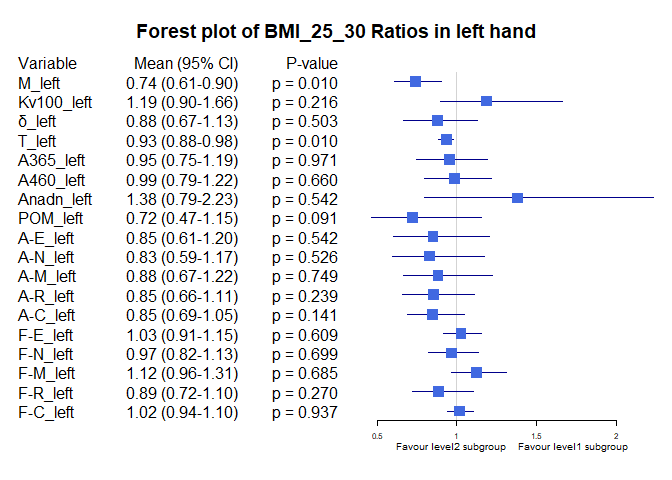 Forest plot of BMI_25_30 Ratios in left hand
Variable Mean (95% CI) P-value
M_left 0.74 (0.61-0.90) p = 0.010
Kv100_left 1.19 (0.90-1.66) p = 0.216
δ_left 0.88 (0.67-1.13) p = 0.503
T_left 0.93 (0.88-0.98) p = 0.010
A365_left 0.95 (0.75-1.19) p = 0.971
A460_left 0.99 (0.79-1.22) p = 0.660
Anadn_left 1.38 (0.79-2.23) p = 0.542
POM_left 0.72 (0.47-1.15) p = 0.091
A-E_left 0.85 (0.61-1.20) p = 0.542
A-N_left 0.83 (0.59-1.17) p = 0.526
A-M_left 0.88 (0.67-1.22) p = 0.749
A-R_left 0.85 (0.66-1.11) p = 0.239
A-C_left 0.85 (0.69-1.05) p = 0.141
F-E_left 1.03 (0.91-1.15) p = 0.609
F-N_left 0.97 (0.82-1.13) p = 0.699
F-M_left 1.12 (0.96-1.31) p = 0.685
F-R_left 0.89 (0.72-1.10) p = 0.270
F-C_left 1.02 (0.94-1.10) p = 0.937
0.5 1 1.5 2
Favour level2 subgroup Favour level1 subgroup